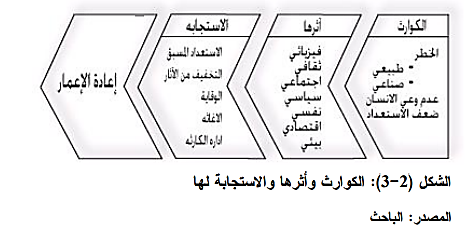 الكوارث
الخطر
- طبيعي
- صناعي
عدم وعي الانسان
ضعف الاستعداد
أثرها
فيزيائي
ثقافي
اجتماعي
سياسي
نفسي
اقتصادي
بيئي
الاستجابه
الاستعداد المسبق
التخفيف من الآثار
الوقاية
الاغاثه
اداره الكارثه
إعادة الإعمار
الشكل (2-3): الكوارث وأثرها والاستجابة لها
المصدر: الباحث